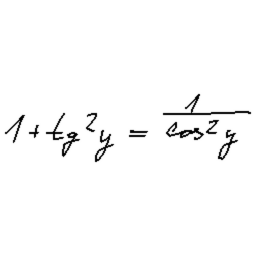 1 + tg²y = 1/cos²y